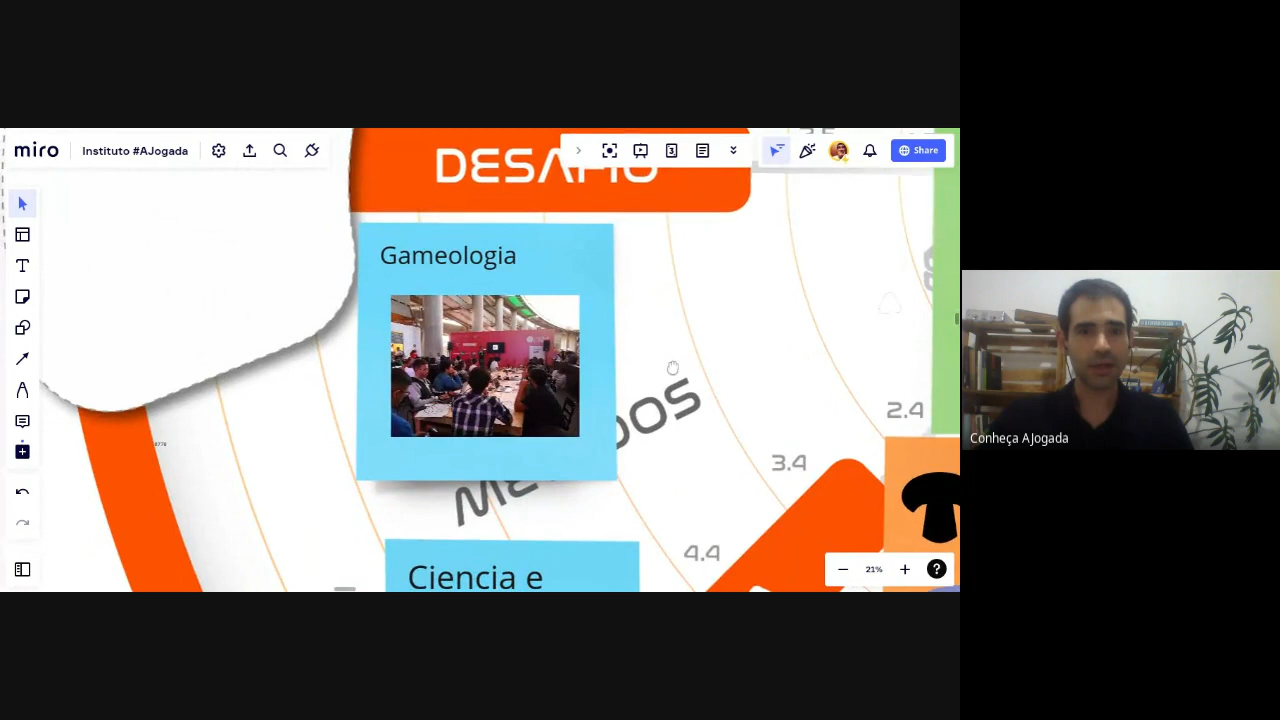 miro
Instituto #AJogada
Share
DESAFIO
Gameologia
2.4
3.4
4.4
Ciencia e
21%
Conheça AJogada